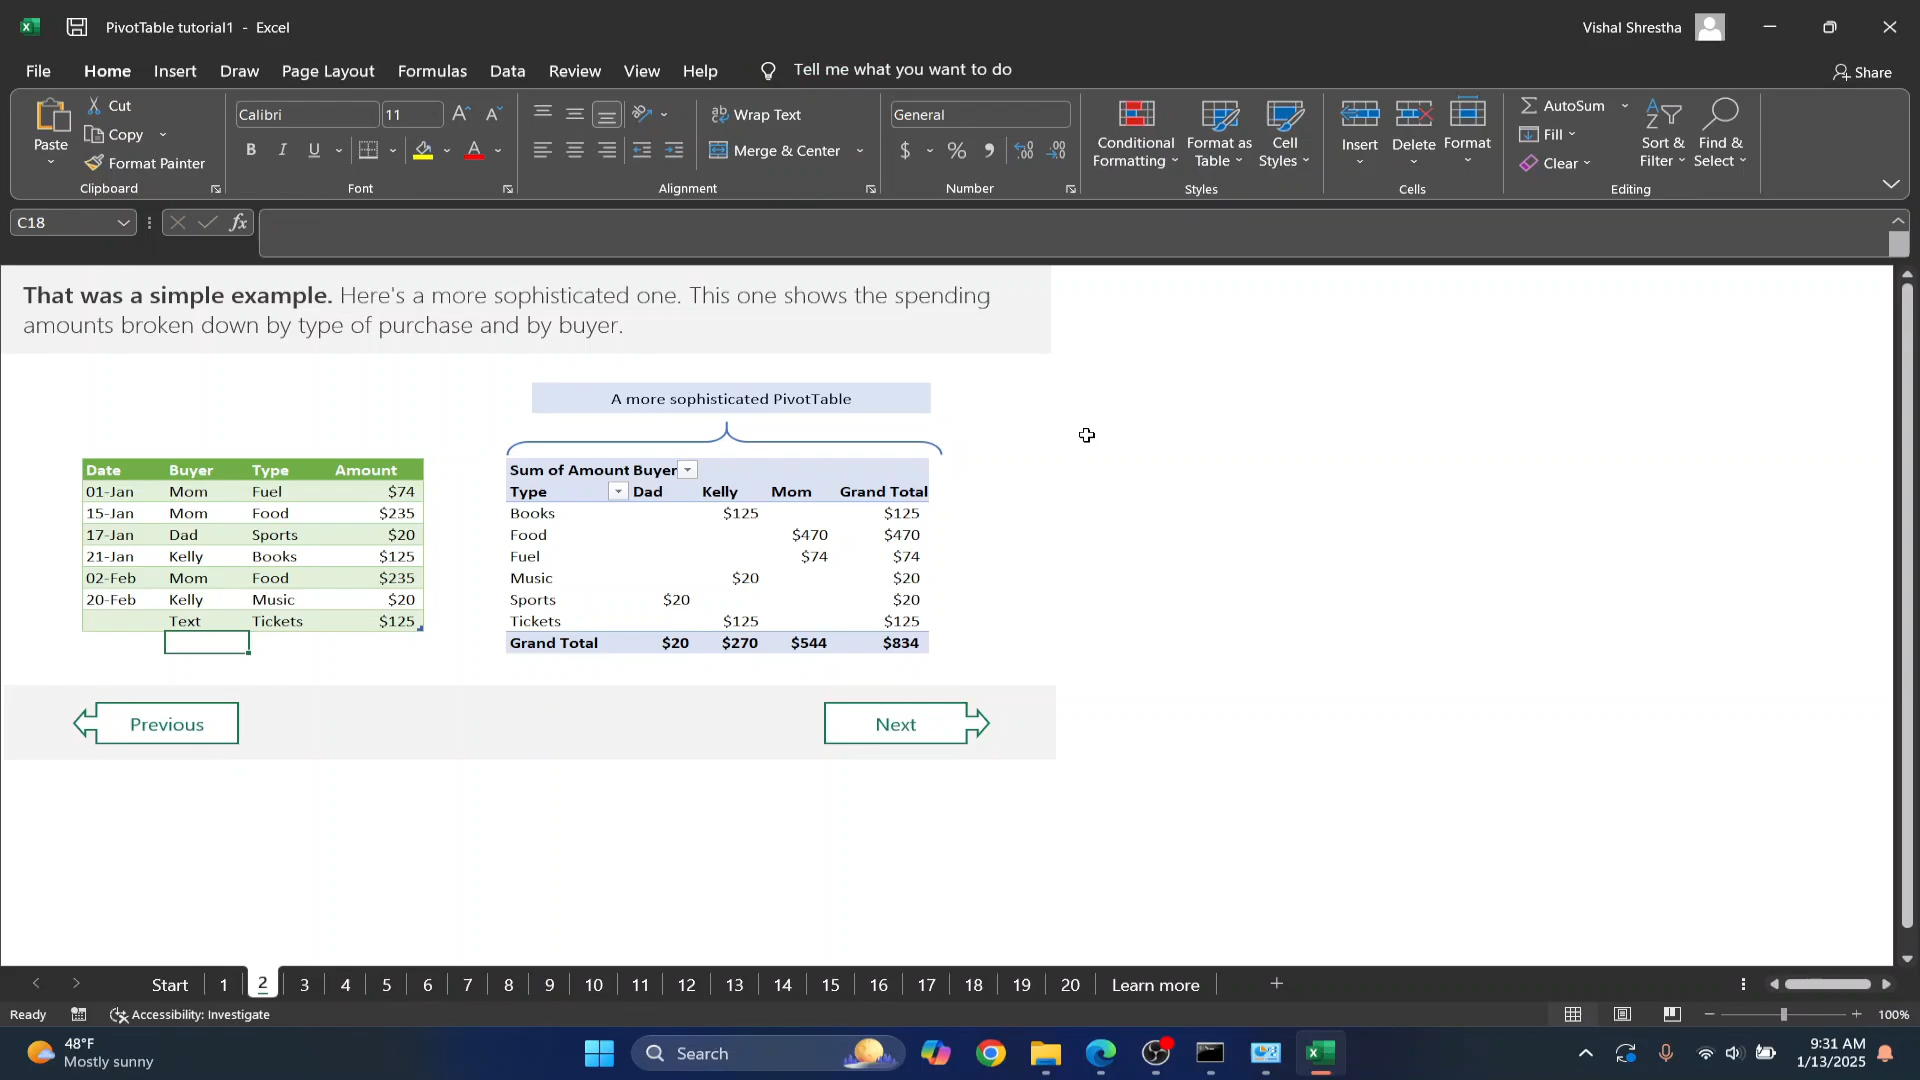 PivotTable tutorial1 - Excel
Vishal Shrestha
File Home Insert Draw Page Layout Formulas Data Review View Help Tell me what you want to do
Share
Paste
Cut
Copy
Format Painter
Clipboard
Calibri 11
B I U
Font
Wrap Text
Merge & Center
Alignment
General
$ % 9
Number
Conditional Formatting
Format as Table
Cell Styles
Styles
Insert Delete Format
Cells
AutoSum
Fill
Clear
Sort & Filter
Find & Select
Editing
C18
fx
That was a simple example. Here's a more sophisticated one. This one shows the spending
amounts broken down by type of purchase and by buyer.
A more sophisticated PivotTable
Date Buyer Type Amount
01-Jan Mom Fuel $74
15-Jan Mom Food $235
17-Jan Dad Sports $20
21-Jan Kelly Books $125
02-Feb Mom Food $235
20-Feb Kelly Music $20
Text Tickets $125
Sum of Amount Buyer
Type Dad Kelly Mom Grand Total
Books $125 $125
Food $470 $470
Fuel $74 $74
Music $20 $20
Sports $20 $20
Tickets $125 $125
Grand Total $20 $270 $544 $834
Previous
Next
Start 1 2 3 4 5 6 7 8 9 10 11 12 13 14 15 16 17 18 19 20 Learn more
Ready
Accessibility: Investigate
100%
48°F
Mostly sunny
Search
9:31 AM
1/13/2025